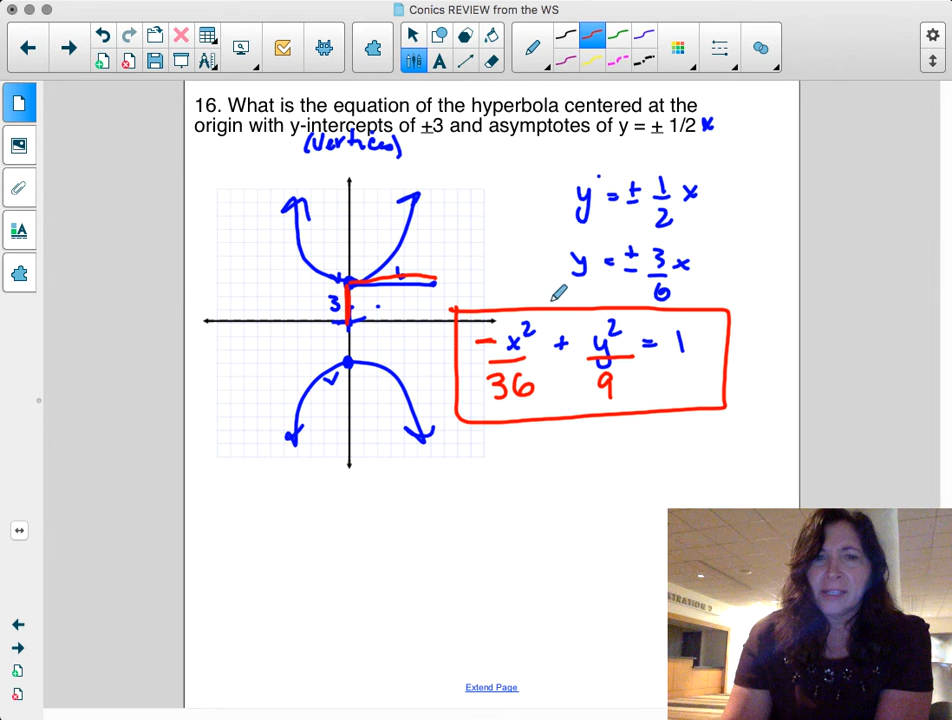 Conics REVIEW from the WS
16. What is the equation of the hyperbola centered at the
origin with y-intercepts of ±3 and asymptotes of y = ± 1/2 x
(Vertices)
y = ± 1/2 x
y = ± 3/6 x
3
- x²/36 + y²/9 = 1
Extend Page